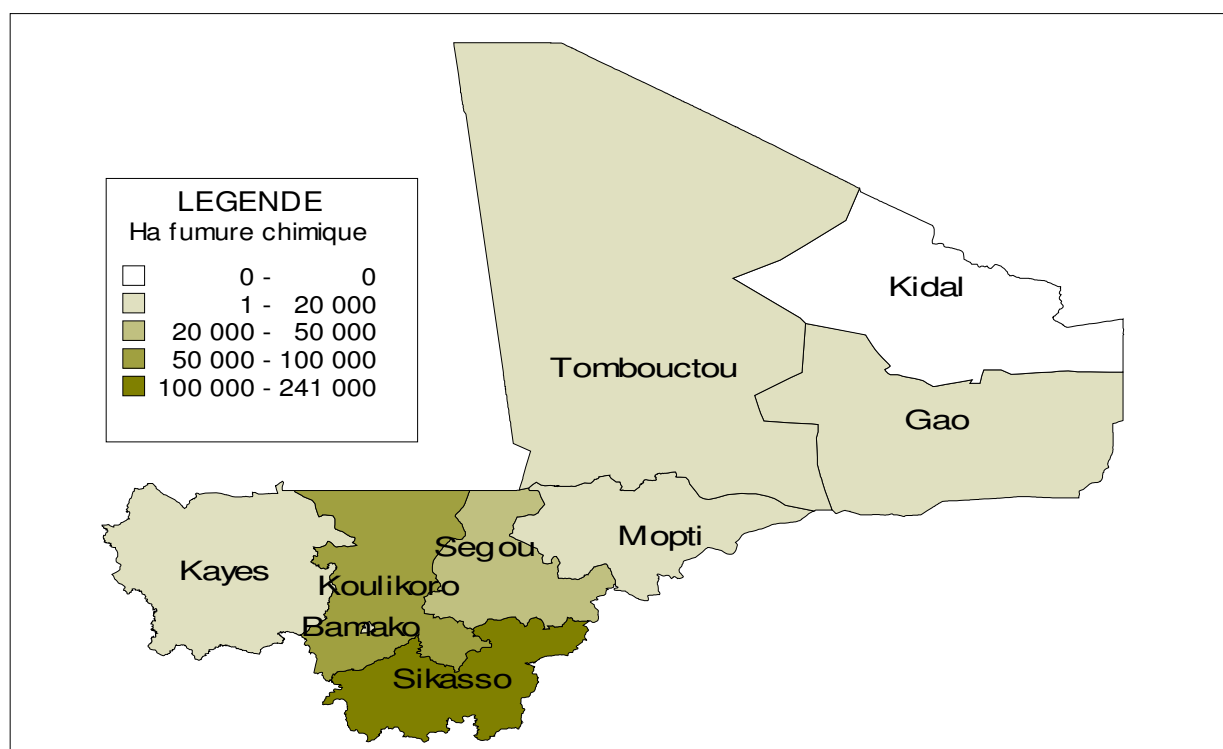 LEGENDE
Ha fumure chimique
0 - 0
1 - 20 000
20 000 - 50 000
50 000 - 100 000
100 000 - 241 000
Kidal
Tombouctou
Gao
Mopti
Segou
Kayes
Koulikoro
Bamako
Sikasso